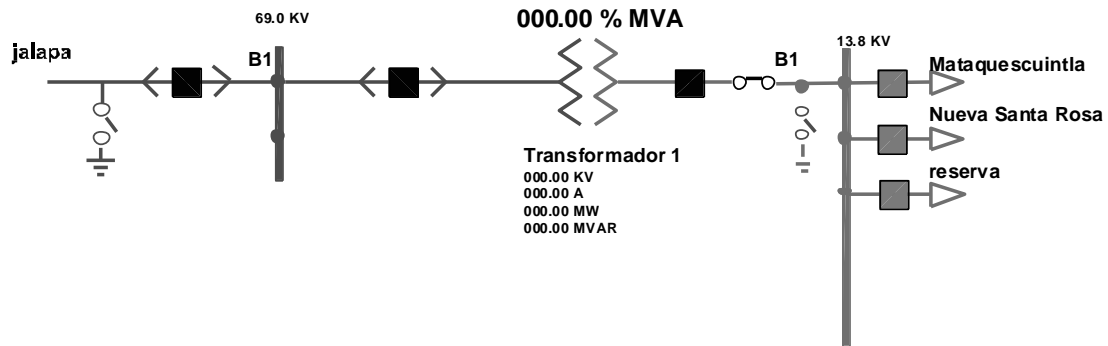 69.0 KV
000.00 % MVA
jalapa
B1
B1
13.8 KV
Mataquescuintla
Nueva Santa Rosa
reserva
Transformador 1
000.00 KV
000.00 A
000.00 MW
000.00 MVAR